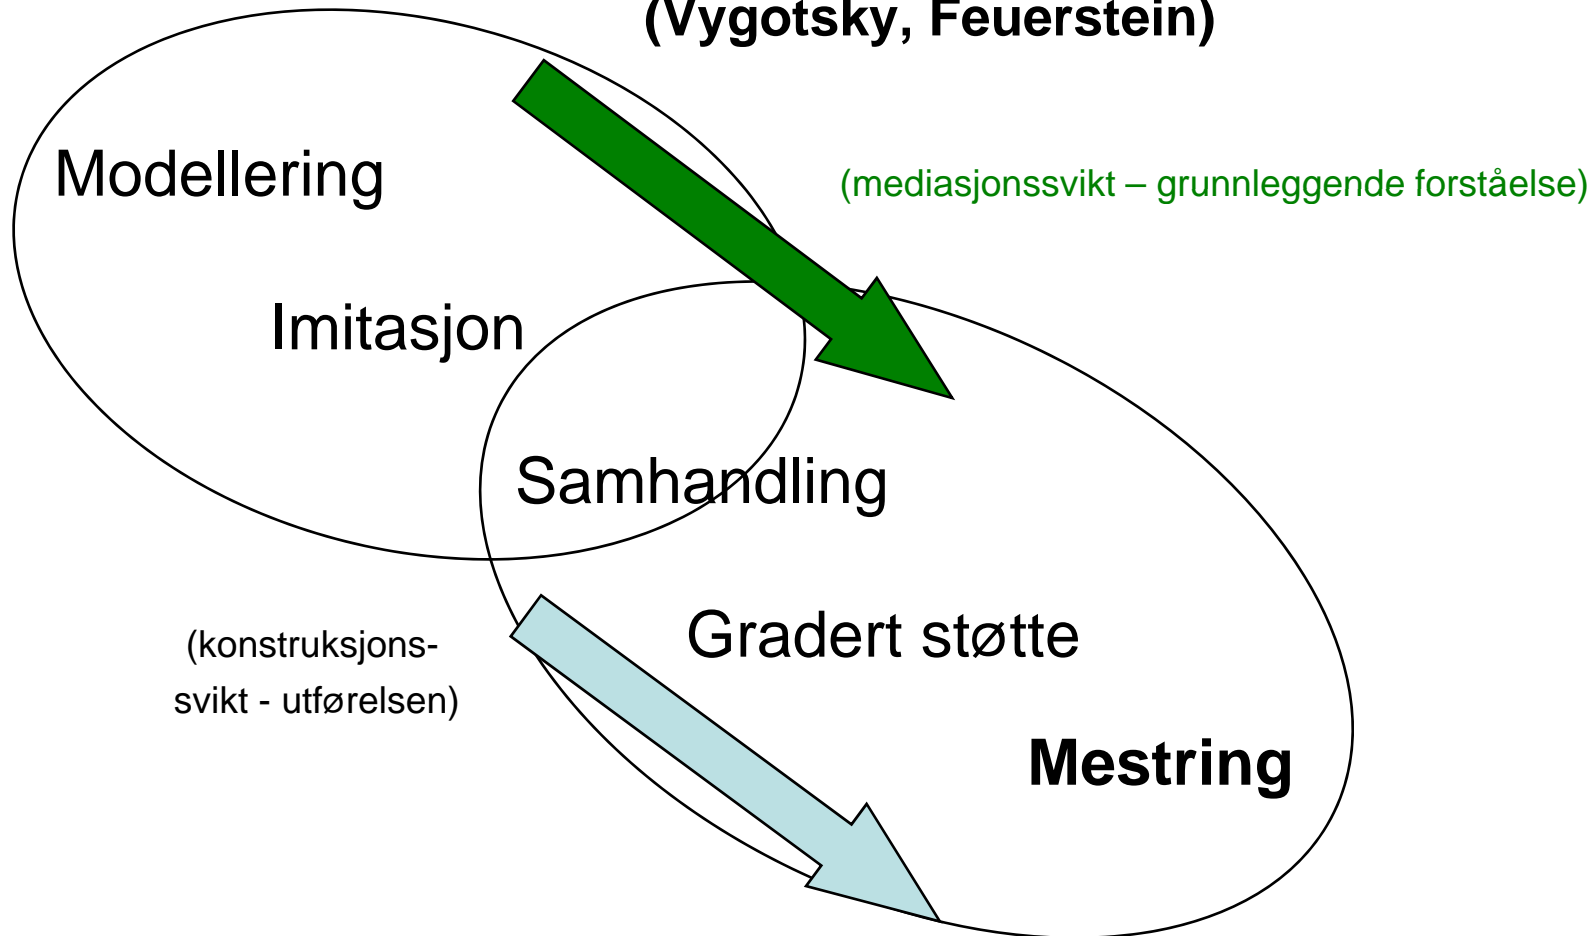 (Vygotsky, Feuerstein)
Modellering
(mediasjonssvikt – grunnleggende forståelse)
Imitasjon
Samhandling
Gradert støtte
(konstruksjons-
svikt - utførelsen)
Mestring